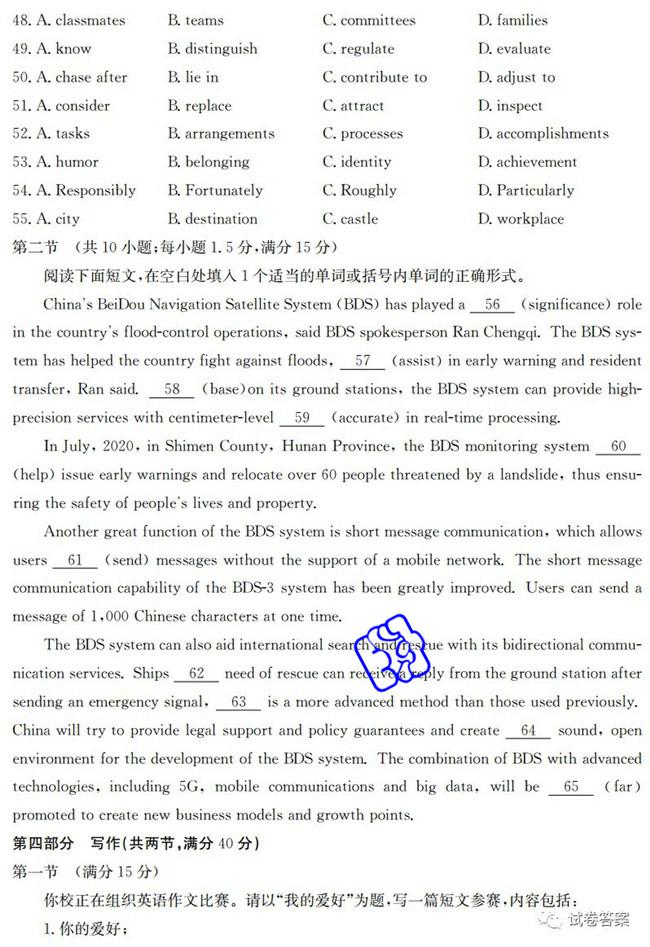 48. A. classmates B. teams C. committees D. families
49. A. know B. distinguish C. regulate D. evaluate
50. A. chase after B. lie in C. contribute to D. adjust to
51. A. consider B. replace C. attract D. inspect
52. A. tasks B. arrangements C. processes D. accomplishments
53. A. humor B. belonging C. identity D. achievement
54. A. Responsibly B. Fortunately C. Roughly D. Particularly
55. A. city B. destination C. castle D. workplace
第二节 (共10小题;每小题1.5分,满分15分)
阅读下面短文,在空白处填入1个适当的单词或括号内单词的正确形式。
China's BeiDou Navigation Satellite System (BDS) has played a 56 (significance) role
in the country's flood-control operations, said BDS spokesperson Ran Chengqi. The BDS sys-
tem has helped the country fight against floods, 57 (assist) in early warning and resident
transfer, Ran said. 58 (base)on its ground stations, the BDS system can provide high-
precision services with centimeter-level 59 (accurate) in real-time processing.
In July, 2020, in Shimen County, Hunan Province, the BDS monitoring system 60
(help) issue early warnings and relocate over 60 people threatened by a landslide, thus ensu-
ring the safety of people's lives and property.
Another great function of the BDS system is short message communication, which allows
users 61 (send) messages without the support of a mobile network. The short message
communication capability of the BDS-3 system has been greatly improved. Users can send a
message of 1,000 Chinese characters at one time.
The BDS system can also aid international search and rescue with its bidirectional commu-
nication services. Ships 62 need of rescue can receive a reply from the ground station after
sending an emergency signal, 63 is a more advanced method than those used previously.
China will try to provide legal support and policy guarantees and create 64 sound, open
environment for the development of the BDS system. The combination of BDS with advanced
technologies, including 5G, mobile communications and big data, will be 65 (far)
promoted to create new business models and growth points.
第四部分 写作(共两节,满分40分)
第一节 (满分15分)
你校正在组织英语作文比赛。请以“我的爱好”为题,写一篇短文参赛,内容包括:
1. 你的爱好;
试卷答案